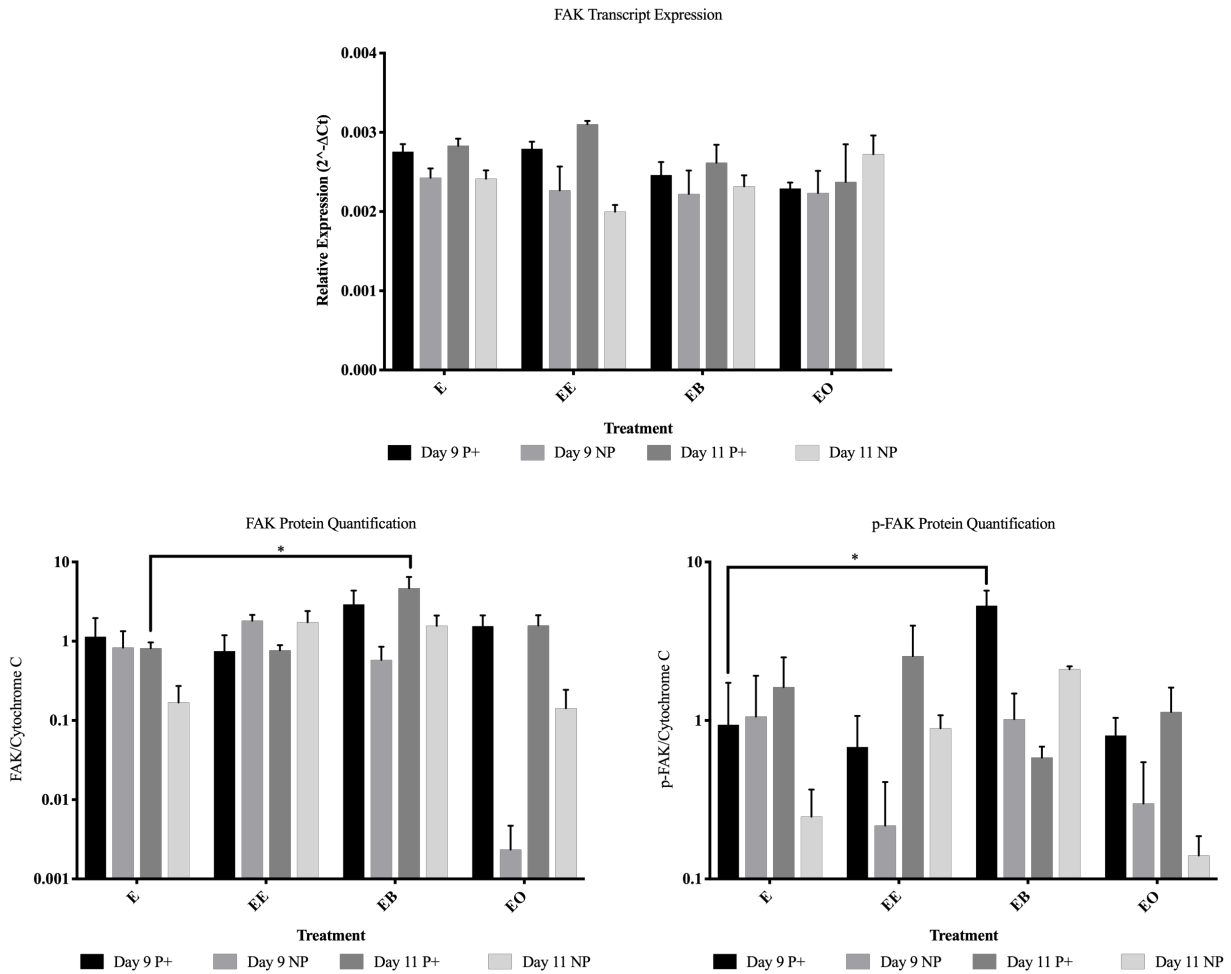 FAK Transcript Expression
Relative Expression (2^-ΔCt)
0.004
0.003
0.002
0.001
0.000
E EE EB EO
Treatment
Day 9 P+ Day 9 NP Day 11 P+ Day 11 NP
FAK Protein Quantification
*
FAK/Cytochrome C
10
1
0.1
0.01
0.001
E EE EB EO
Treatment
Day 9 P+ Day 9 NP Day 11 P+ Day 11 NP
p-FAK Protein Quantification
*
p-FAK/Cytochrome C
10
1
0.1
E EE EB EO
Treatment
Day 9 P+ Day 9 NP Day 11 P+ Day 11 NP